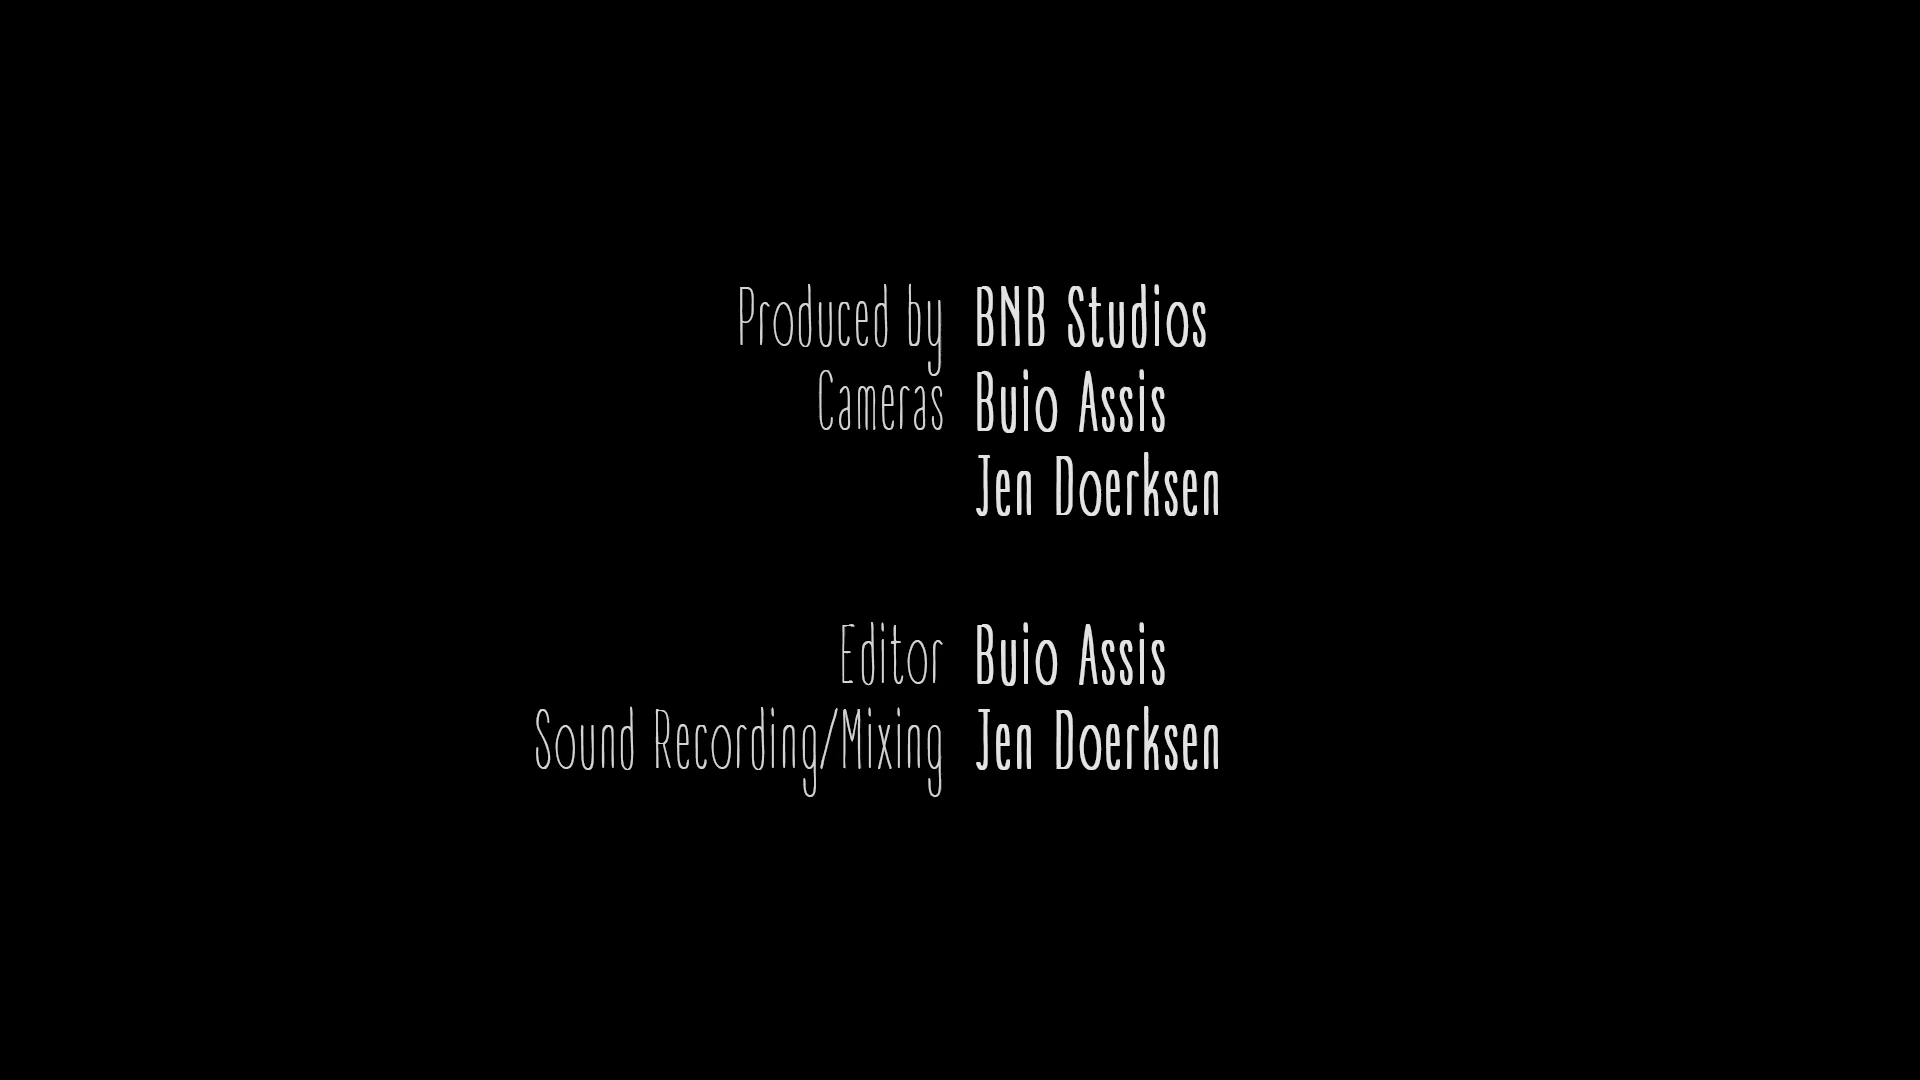 Produced by BNB Studios
Cameras Buio Assis
Jen Doerksen
Editor Buio Assis
Sound Recording/Mixing Jen Doerksen